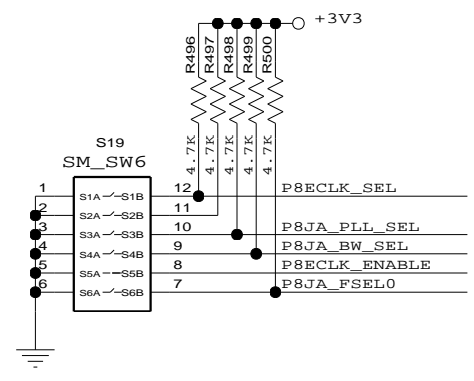 +3V3
R496
R497
R498
R499
R500
4.7K
4.7K
4.7K
4.7K
4.7K
S19
SM_SW6
1 S1A S1B 12 P8ECLK_SEL
2 S2A S2B 11
3 S3A S3B 10 P8JA_PLL_SEL
4 S4A S4B 9 P8JA_BW_SEL
5 S5A S5B 8 P8ECLK_ENABLE
6 S6A S6B 7 P8JA_FSEL0